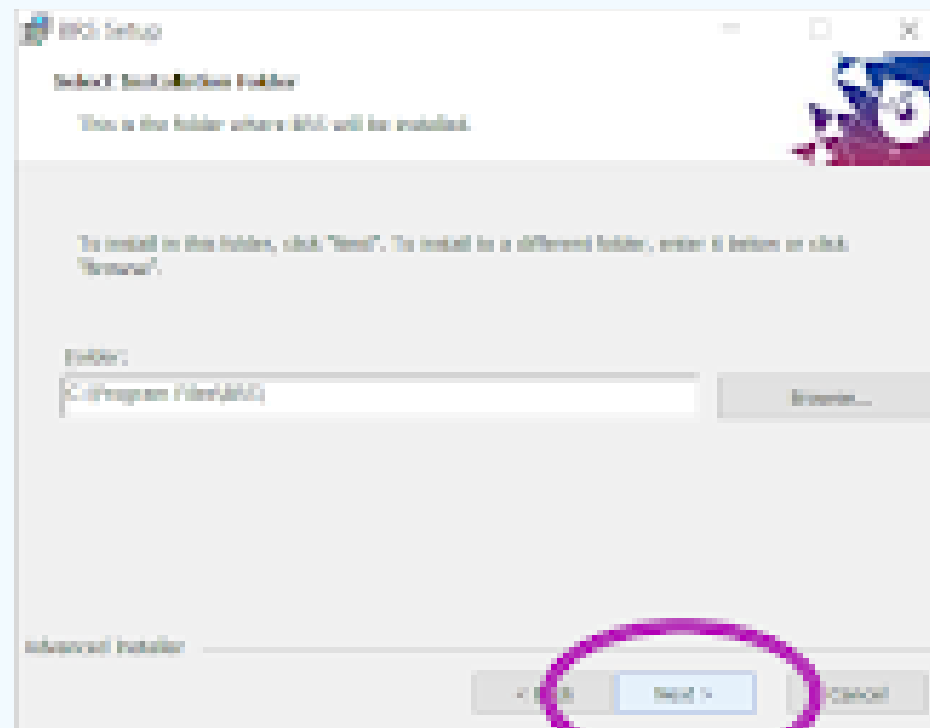 Setup
Select Installation Folder
This is the folder where will be installed.
To install in this folder, click "Next". To install to a different folder, enter it below or click
"Browse".
Folder:
C:\Program Files\
Browse...
Advanced Installer
<
Next >
Cancel